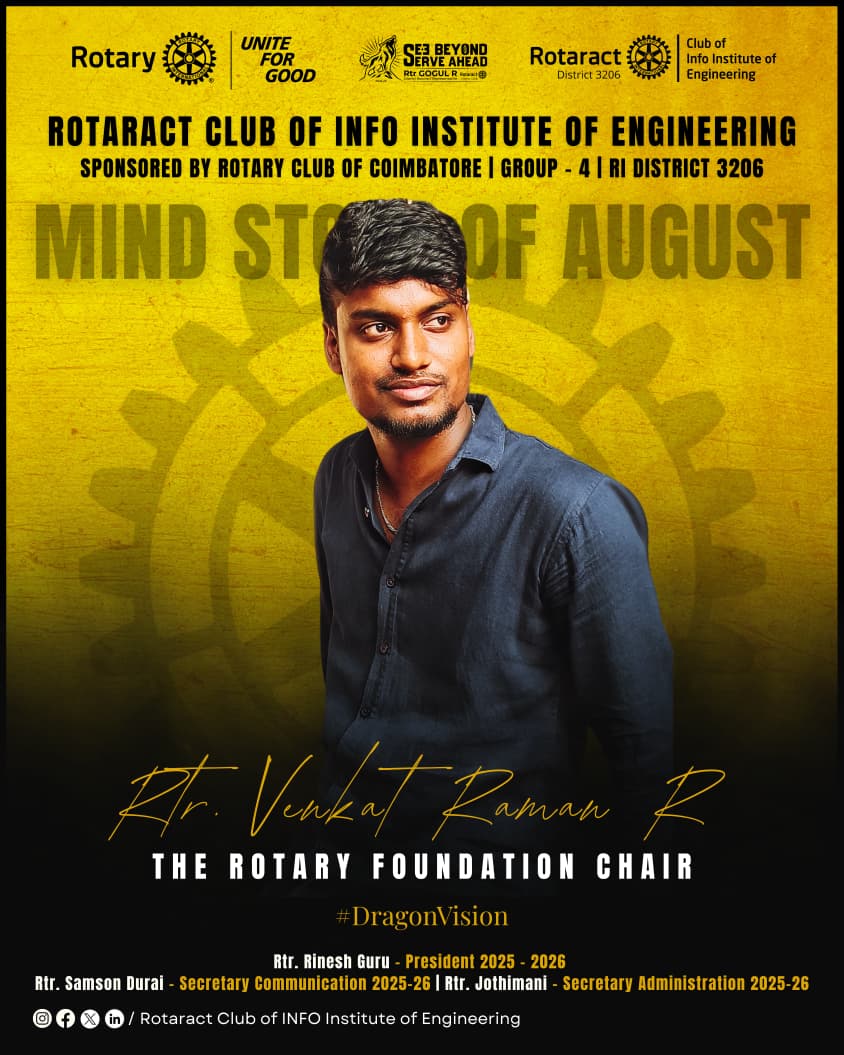 Rotary
ROTARY
INTERNATIONAL
UNITE
FOR
GOOD
SEE BEYOND
SERVE AHEAD
Rtr GOGUL R
Rotaract
District 3206
Club of
Info Institute of
Engineering
ROTARACT CLUB OF INFO INSTITUTE OF ENGINEERING
SPONSORED BY ROTARY CLUB OF COIMBATORE | GROUP - 4 | RI DISTRICT 3206
MIND ST OF AUGUST
Rtr. Venkat Raman R
THE ROTARY FOUNDATION CHAIR
#DragonVision
Rtr. Rinesh Guru - President 2025 - 2026
Rtr. Samson Durai - Secretary Communication 2025-26 | Rtr. Jothimani - Secretary Administration 2025-26
/ Rotaract Club of INFO Institute of Engineering